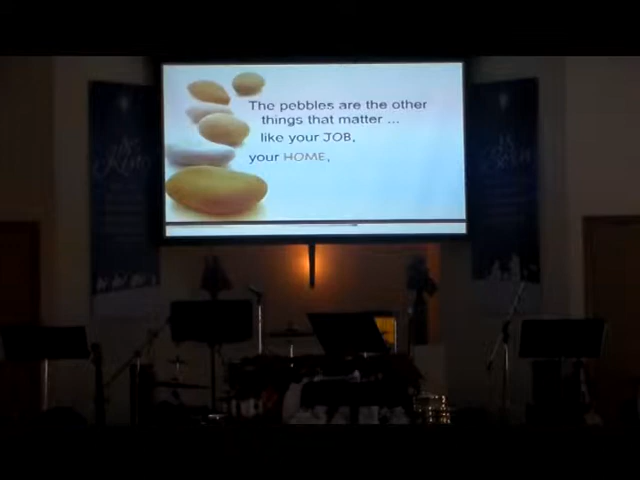 The pebbles are the other
things that matter ...
like your JOB,
your HOME,